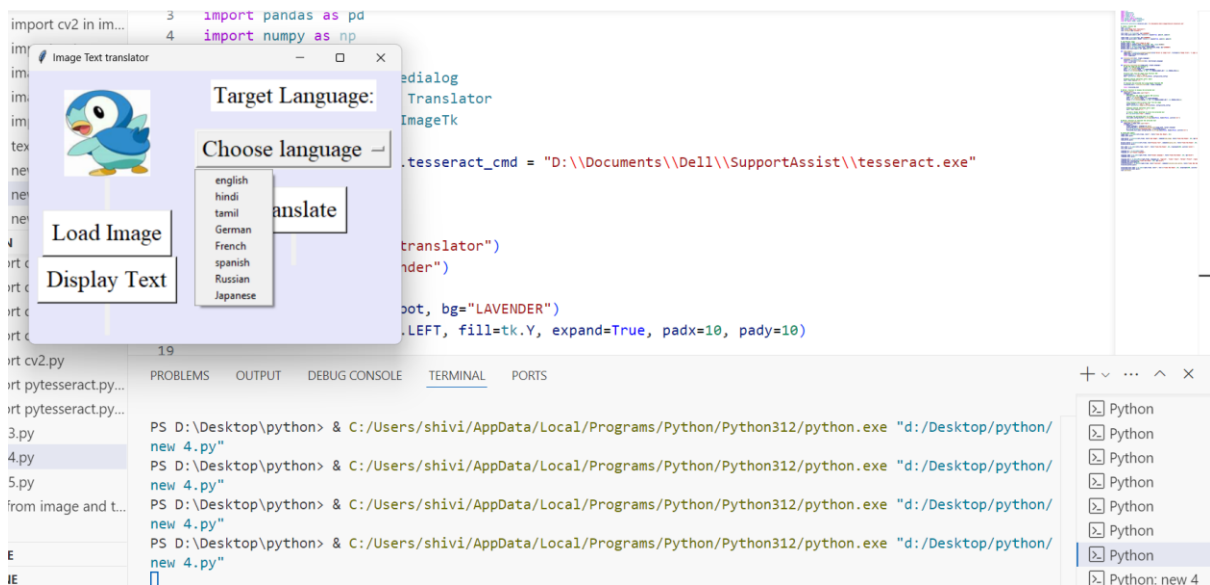 import cv2 in im...
3 import pandas as pd
4 import numpy as np
Image Text translator
Target Language:
Choose language
english
hindi
tamil
German
French
spanish
Russian
Japanese
Load Image
Display Text
edialog
Translator
ImageTk
.tesseract_cmd = "D:\\Documents\\Dell\\SupportAssist\\tesseract.exe"
translator")
nder")
oot, bg="LAVENDER")
.LEFT, fill=tk.Y, expand=True, padx=10, pady=10)
19
ort cv2.py
ort pytesseract.py...
ort pytesseract.py...
3.py
4.py
5.py
from image and t...
PROBLEMS OUTPUT DEBUG CONSOLE TERMINAL PORTS
PS D:\Desktop\python> & C:/Users/shivi/AppData/Local/Programs/Python/Python312/python.exe "d:/Desktop/python/
new 4.py"
PS D:\Desktop\python> & C:/Users/shivi/AppData/Local/Programs/Python/Python312/python.exe "d:/Desktop/python/
new 4.py"
PS D:\Desktop\python> & C:/Users/shivi/AppData/Local/Programs/Python/Python312/python.exe "d:/Desktop/python/
new 4.py"
PS D:\Desktop\python> & C:/Users/shivi/AppData/Local/Programs/Python/Python312/python.exe "d:/Desktop/python/
new 4.py"
Python
Python
Python
Python
Python
Python
Python
Python: new 4